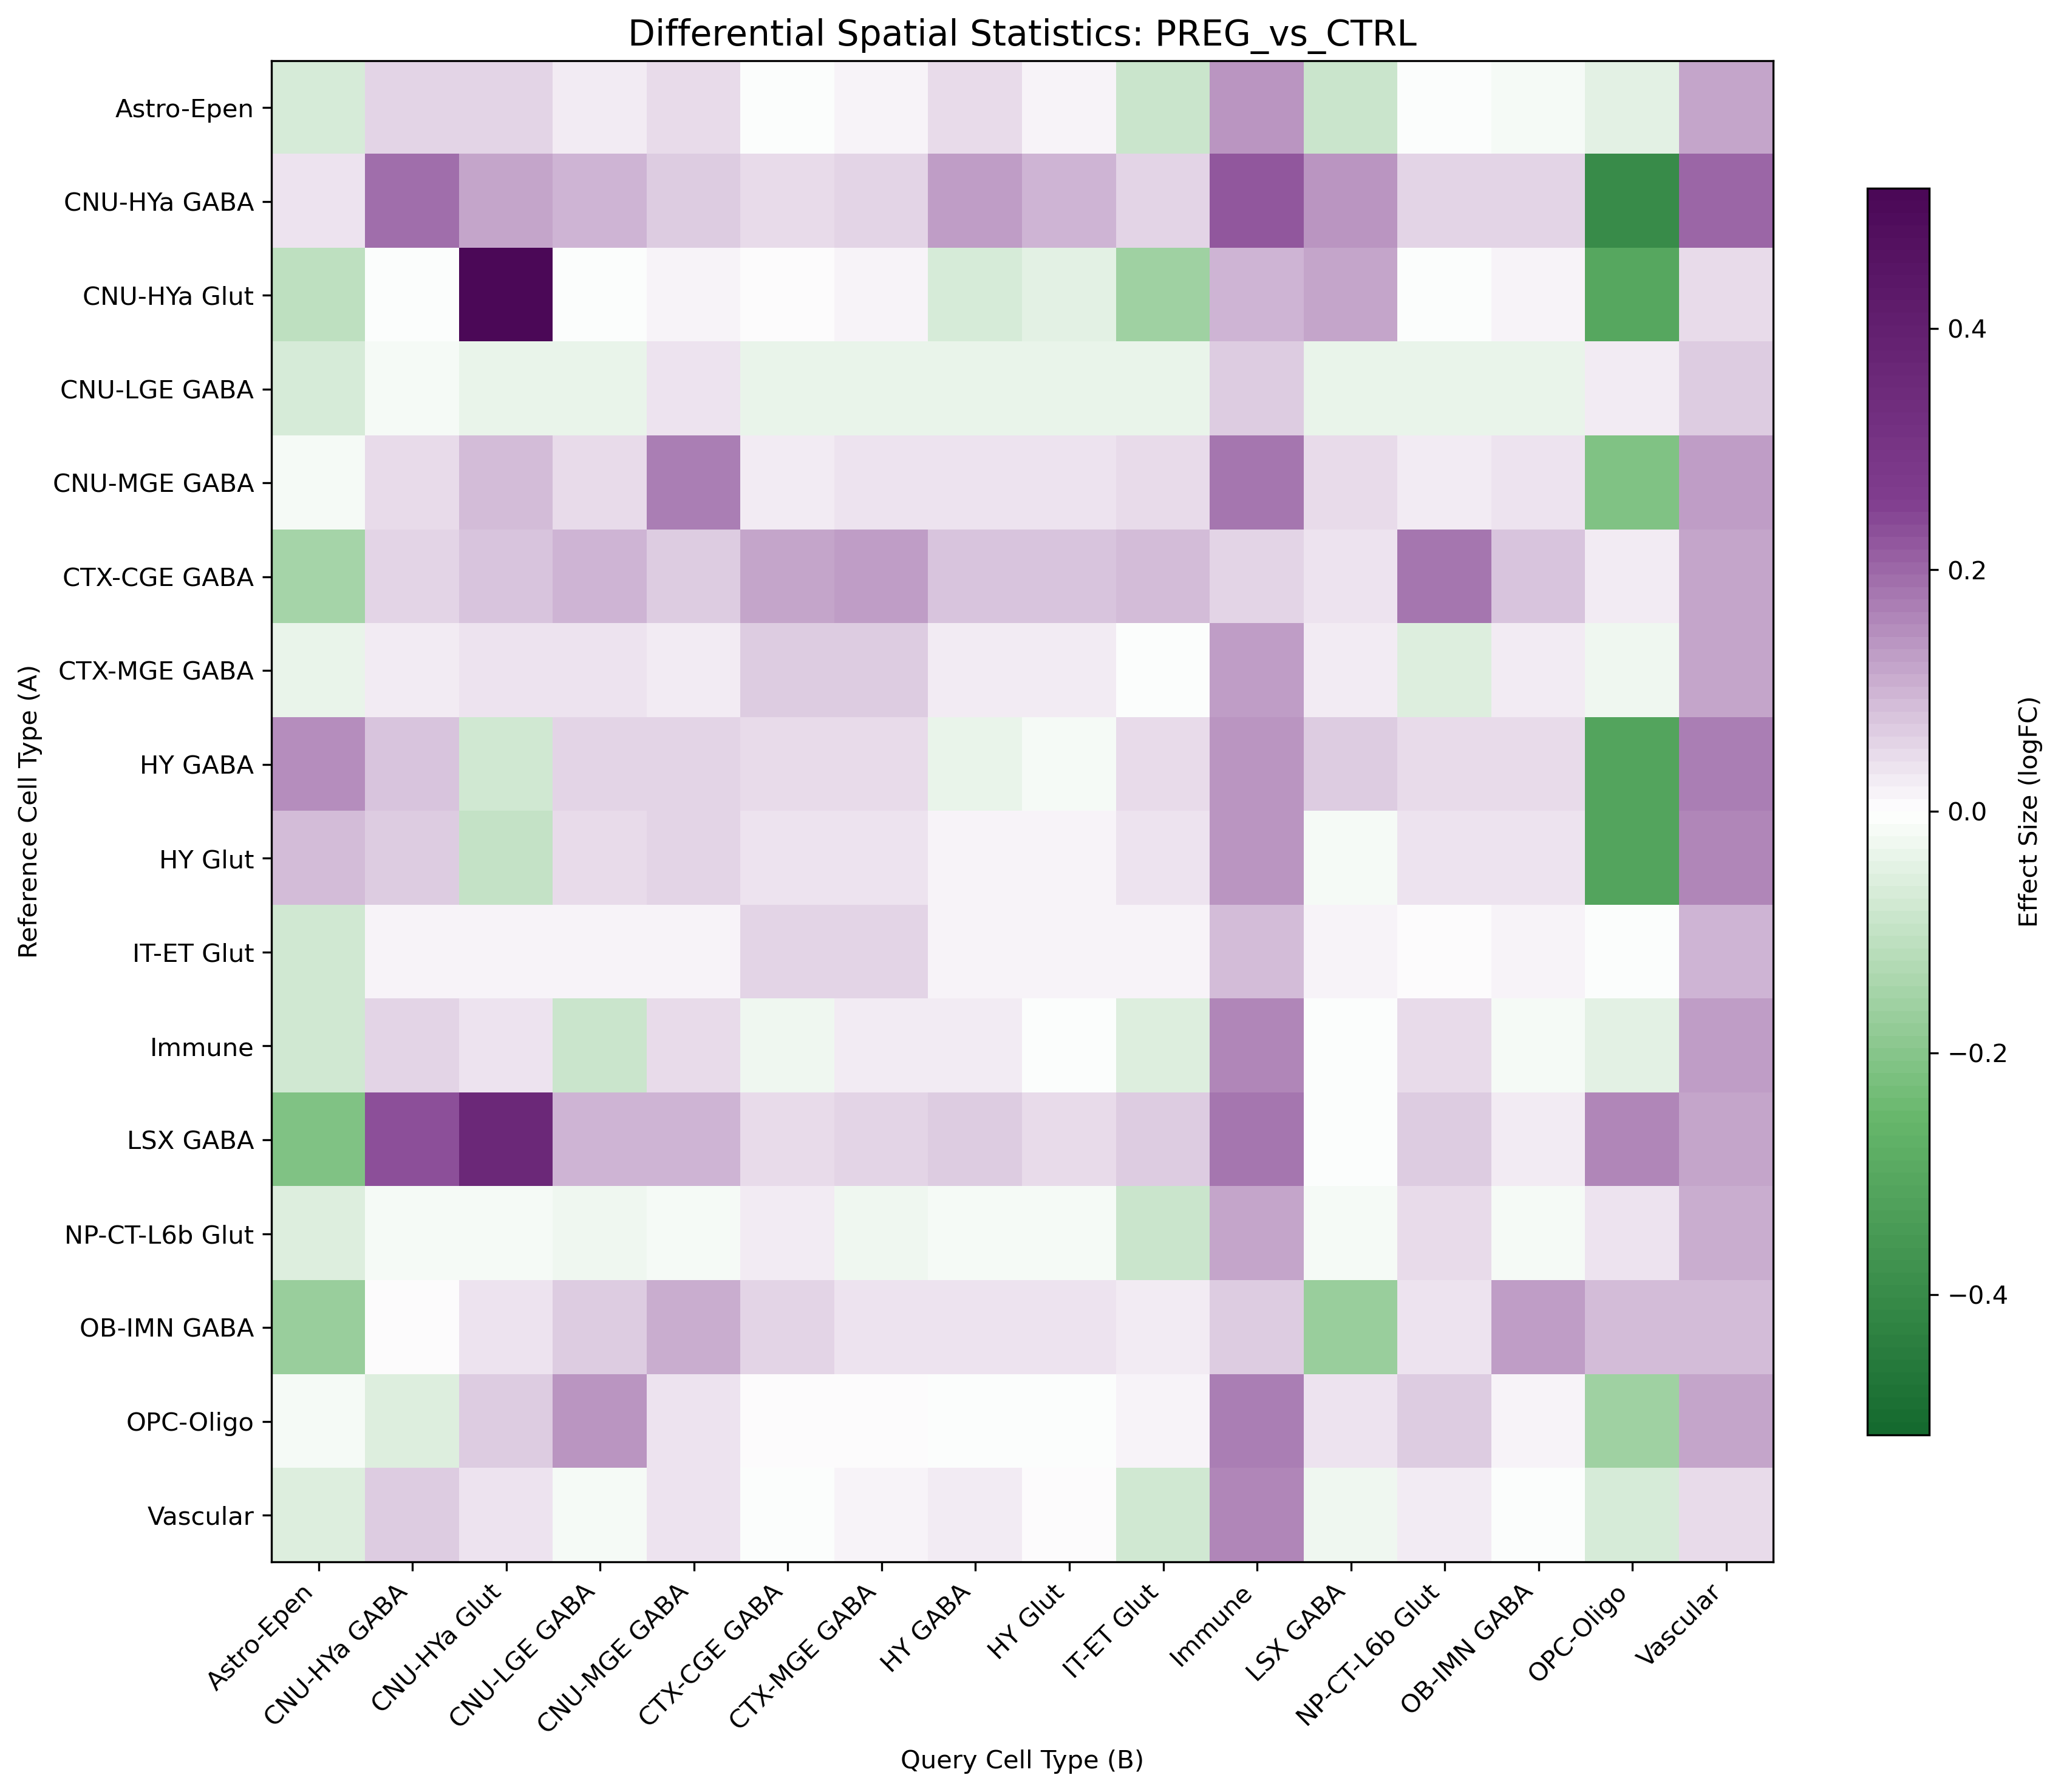 Differential Spatial Statistics: PREG_vs_CTRL
Reference Cell Type (A)
Astro-Epen
CNU-HYa GABA
CNU-HYa Glut
CNU-LGE GABA
CNU-MGE GABA
CTX-CGE GABA
CTX-MGE GABA
HY GABA
HY Glut
IT-ET Glut
Immune
LSX GABA
NP-CT-L6b Glut
OB-IMN GABA
OPC-Oligo
Vascular
Astro-Epen
CNU-HYa GABA
CNU-HYa Glut
CNU-LGE GABA
CNU-MGE GABA
CTX-CGE GABA
CTX-MGE GABA
HY GABA
HY Glut
IT-ET Glut
Immune
LSX GABA
NP-CT-L6b Glut
OB-IMN GABA
OPC-Oligo
Vascular
Query Cell Type (B)
0.4
0.2
0.0
−0.2
−0.4
Effect Size (logFC)